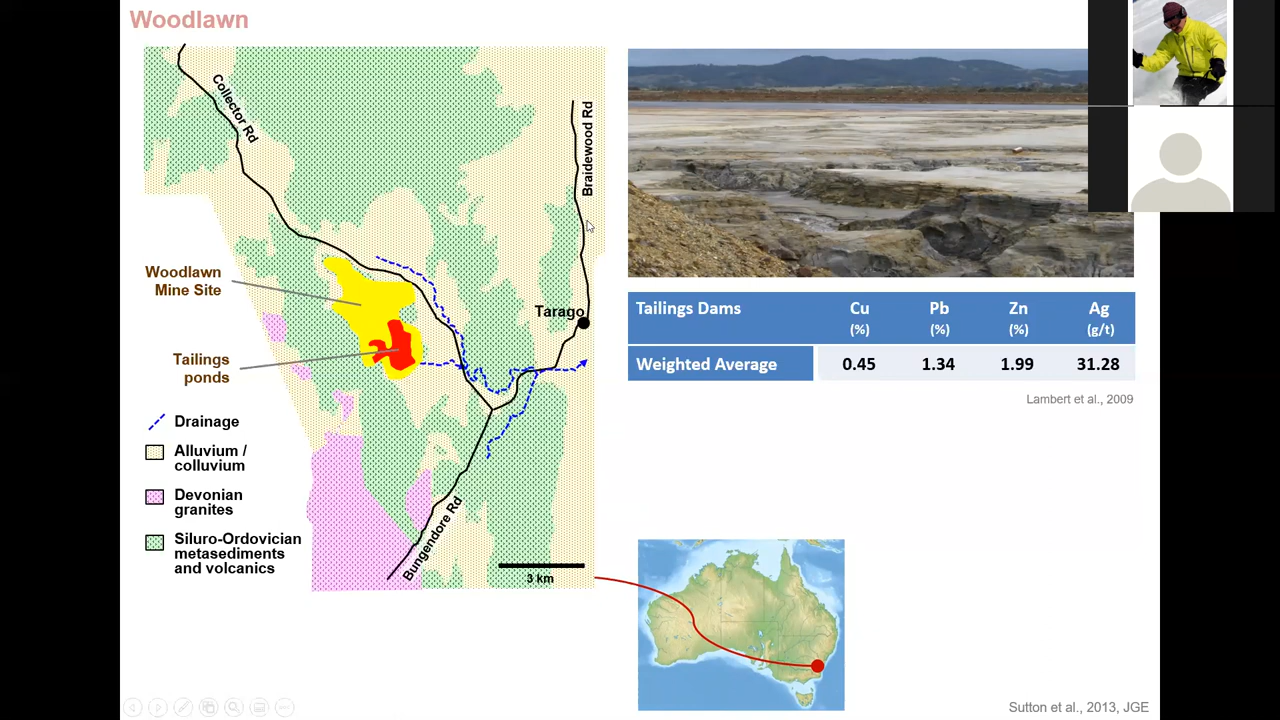 Woodlawn
Collector Rd
Braidewood Rd
Woodlawn
Mine Site
Tarago
Tailings
ponds
Drainage
Alluvium /
colluvium
Devonian
granites
Siluro-Ordovician
metasediments
and volcanics
Bungendore Rd
3 km
Tailings Dams Cu Pb Zn Ag
(%) (%) (%) (g/t)
Weighted Average 0.45 1.34 1.99 31.28
Lambert et al., 2009
Sutton et al., 2013, JGE